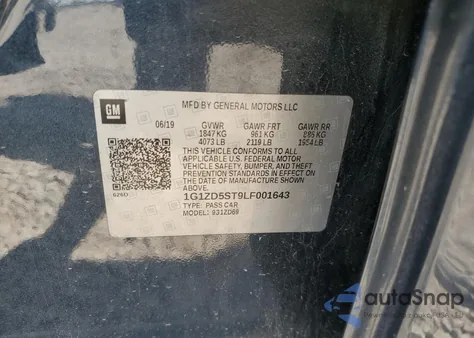 GM
MFD BY GENERAL MOTORS LLC
06/19 GVWR GAWR FRT GAWR RR
1847 KG 961 KG 886 KG
4073 LB 2119 LB 1954 LB
THIS VEHICLE CONFORMS TO ALL
APPLICABLE U.S. FEDERAL MOTOR
VEHICLE SAFETY, BUMPER, AND THEFT
PREVENTION STANDARDS IN EFFECT
ON THE DATE OF MANUFACTURE
SHOWN ABOVE.
1G1ZD5ST9LF001643
TYPE: PASS CAR
MODEL: 931ZD69
autoSnap